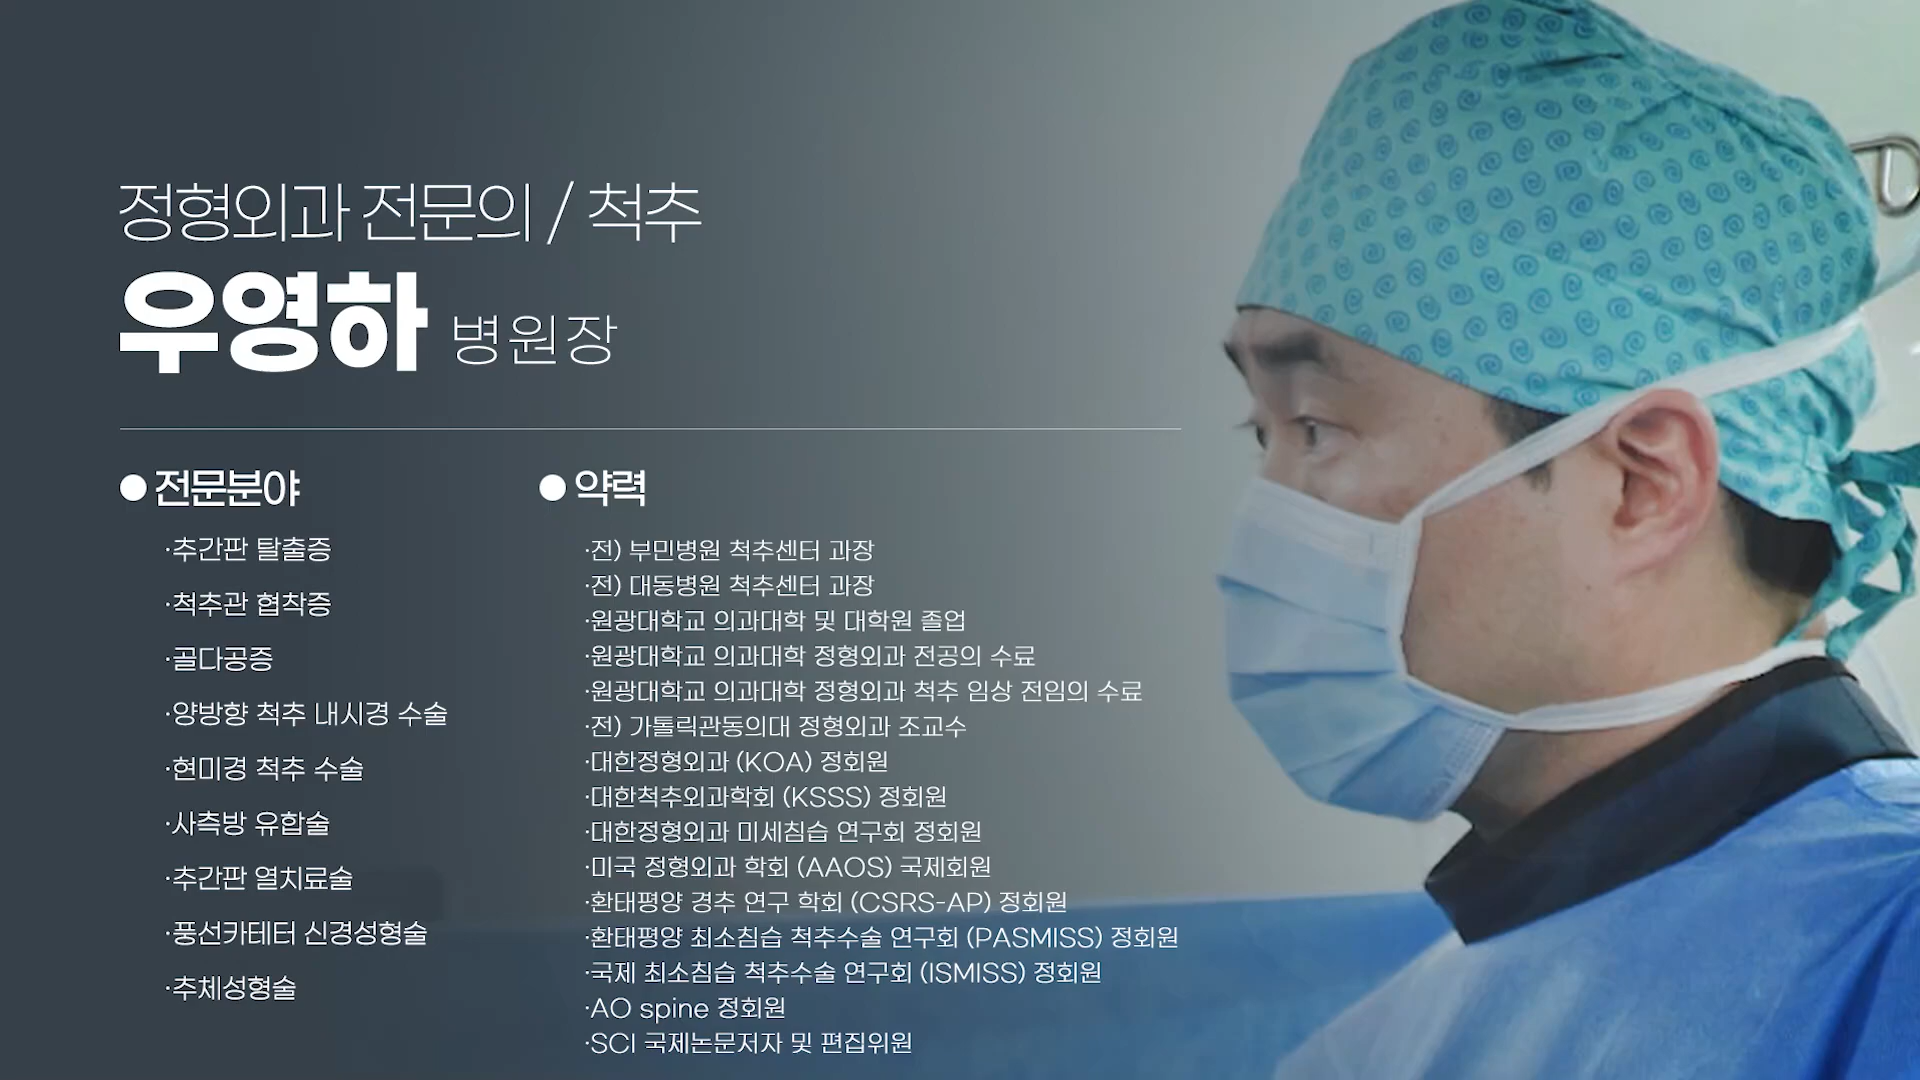 정형외과 전문의 / 척추
우영하 병원장
● 전문분야
·추간판 탈출증
·척추관 협착증
·골다공증
·양방향 척추 내시경 수술
·현미경 척추 수술
·사측방 유합술
·추간판 열치료술
·풍선카테터 신경성형술
·추체성형술
● 약력
·전) 부민병원 척추센터 과장
·전) 대동병원 척추센터 과장
·원광대학교 의과대학 및 대학원 졸업
·원광대학교 의과대학 정형외과 전공의 수료
·원광대학교 의과대학 정형외과 척추 임상 전임의 수료
·전) 가톨릭관동의대 정형외과 조교수
·대한정형외과 (KOA) 정회원
·대한척추외과학회 (KSSS) 정회원
·대한정형외과 미세침습 연구회 정회원
·미국 정형외과 학회 (AAOS) 국제회원
·환태평양 경추 연구 학회 (CSRS-AP) 정회원
·환태평양 최소침습 척추수술 연구회 (PASMISS) 정회원
·국제 최소침습 척추수술 연구회 (ISMISS) 정회원
·AO spine 정회원
·SCI 국제논문저자 및 편집위원